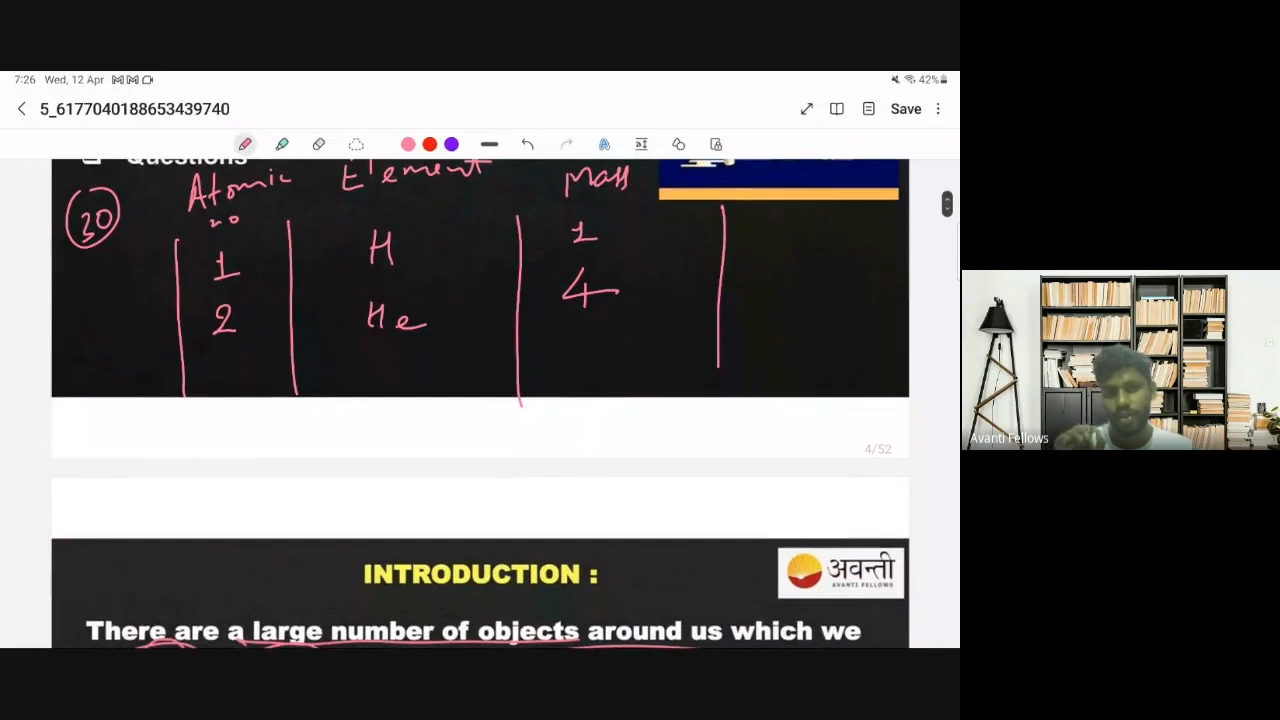 7:26 Wed, 12 Apr
42%
5_6177040188653439740
Save
Questions
30
Atomic no Element Mass
1 H 1
2 He 4
4/52
INTRODUCTION :
अवन्ती
AVANTI FELLOWS
There are a large number of objects around us which we
Avanti Fellows